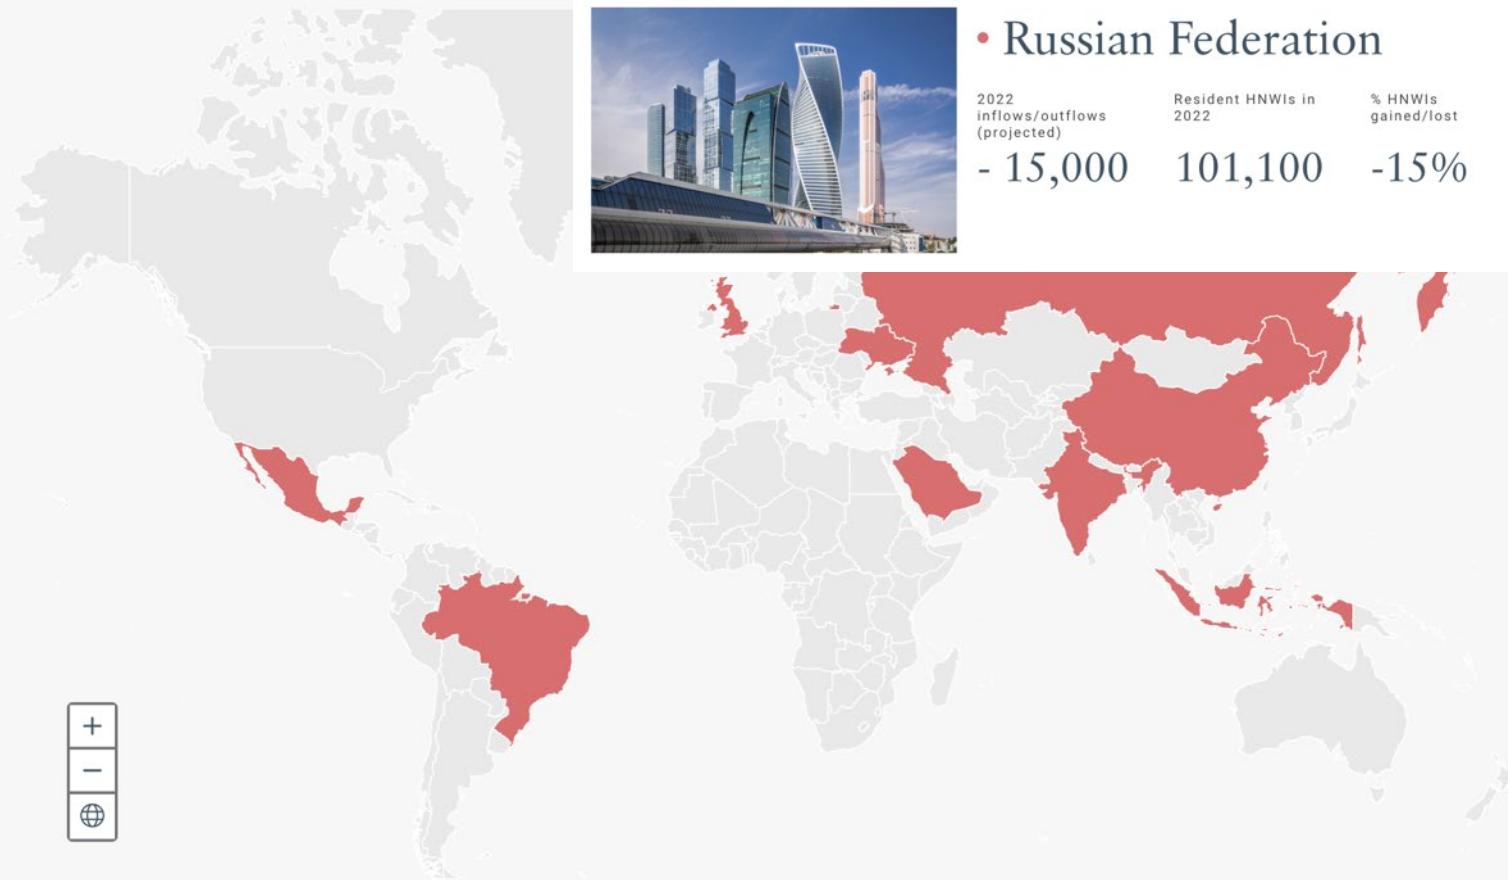 • Russian Federation
2022
inflows/outflows
(projected)
- 15,000
Resident HNWIs in
2022
101,100
% HNWIs
gained/lost
-15%
+
−